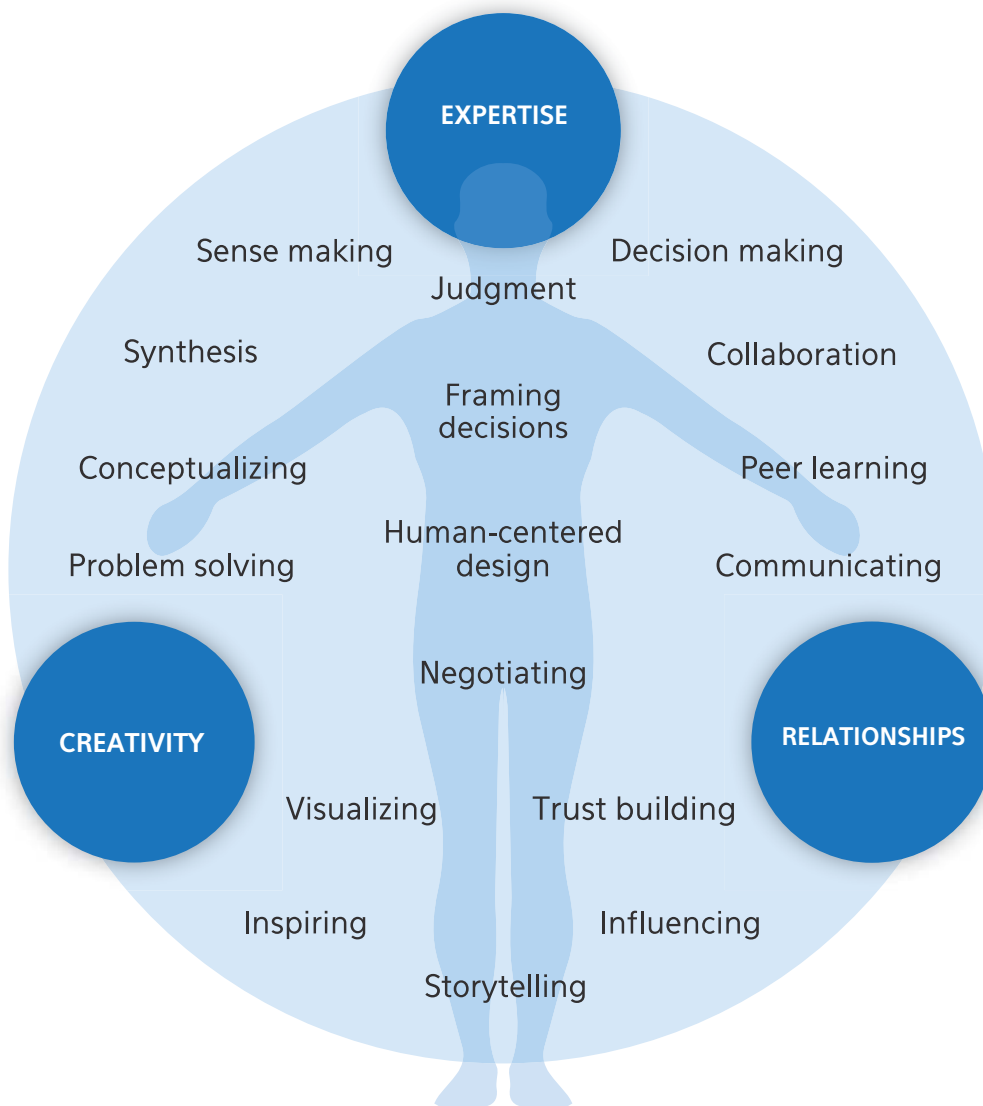 EXPERTISE
Sense making
Decision making
Judgment
Synthesis
Collaboration
Framing
decisions
Conceptualizing
Peer learning
Human-centered
design
Problem solving
Communicating
Negotiating
CREATIVITY
RELATIONSHIPS
Visualizing
Trust building
Inspiring
Influencing
Storytelling